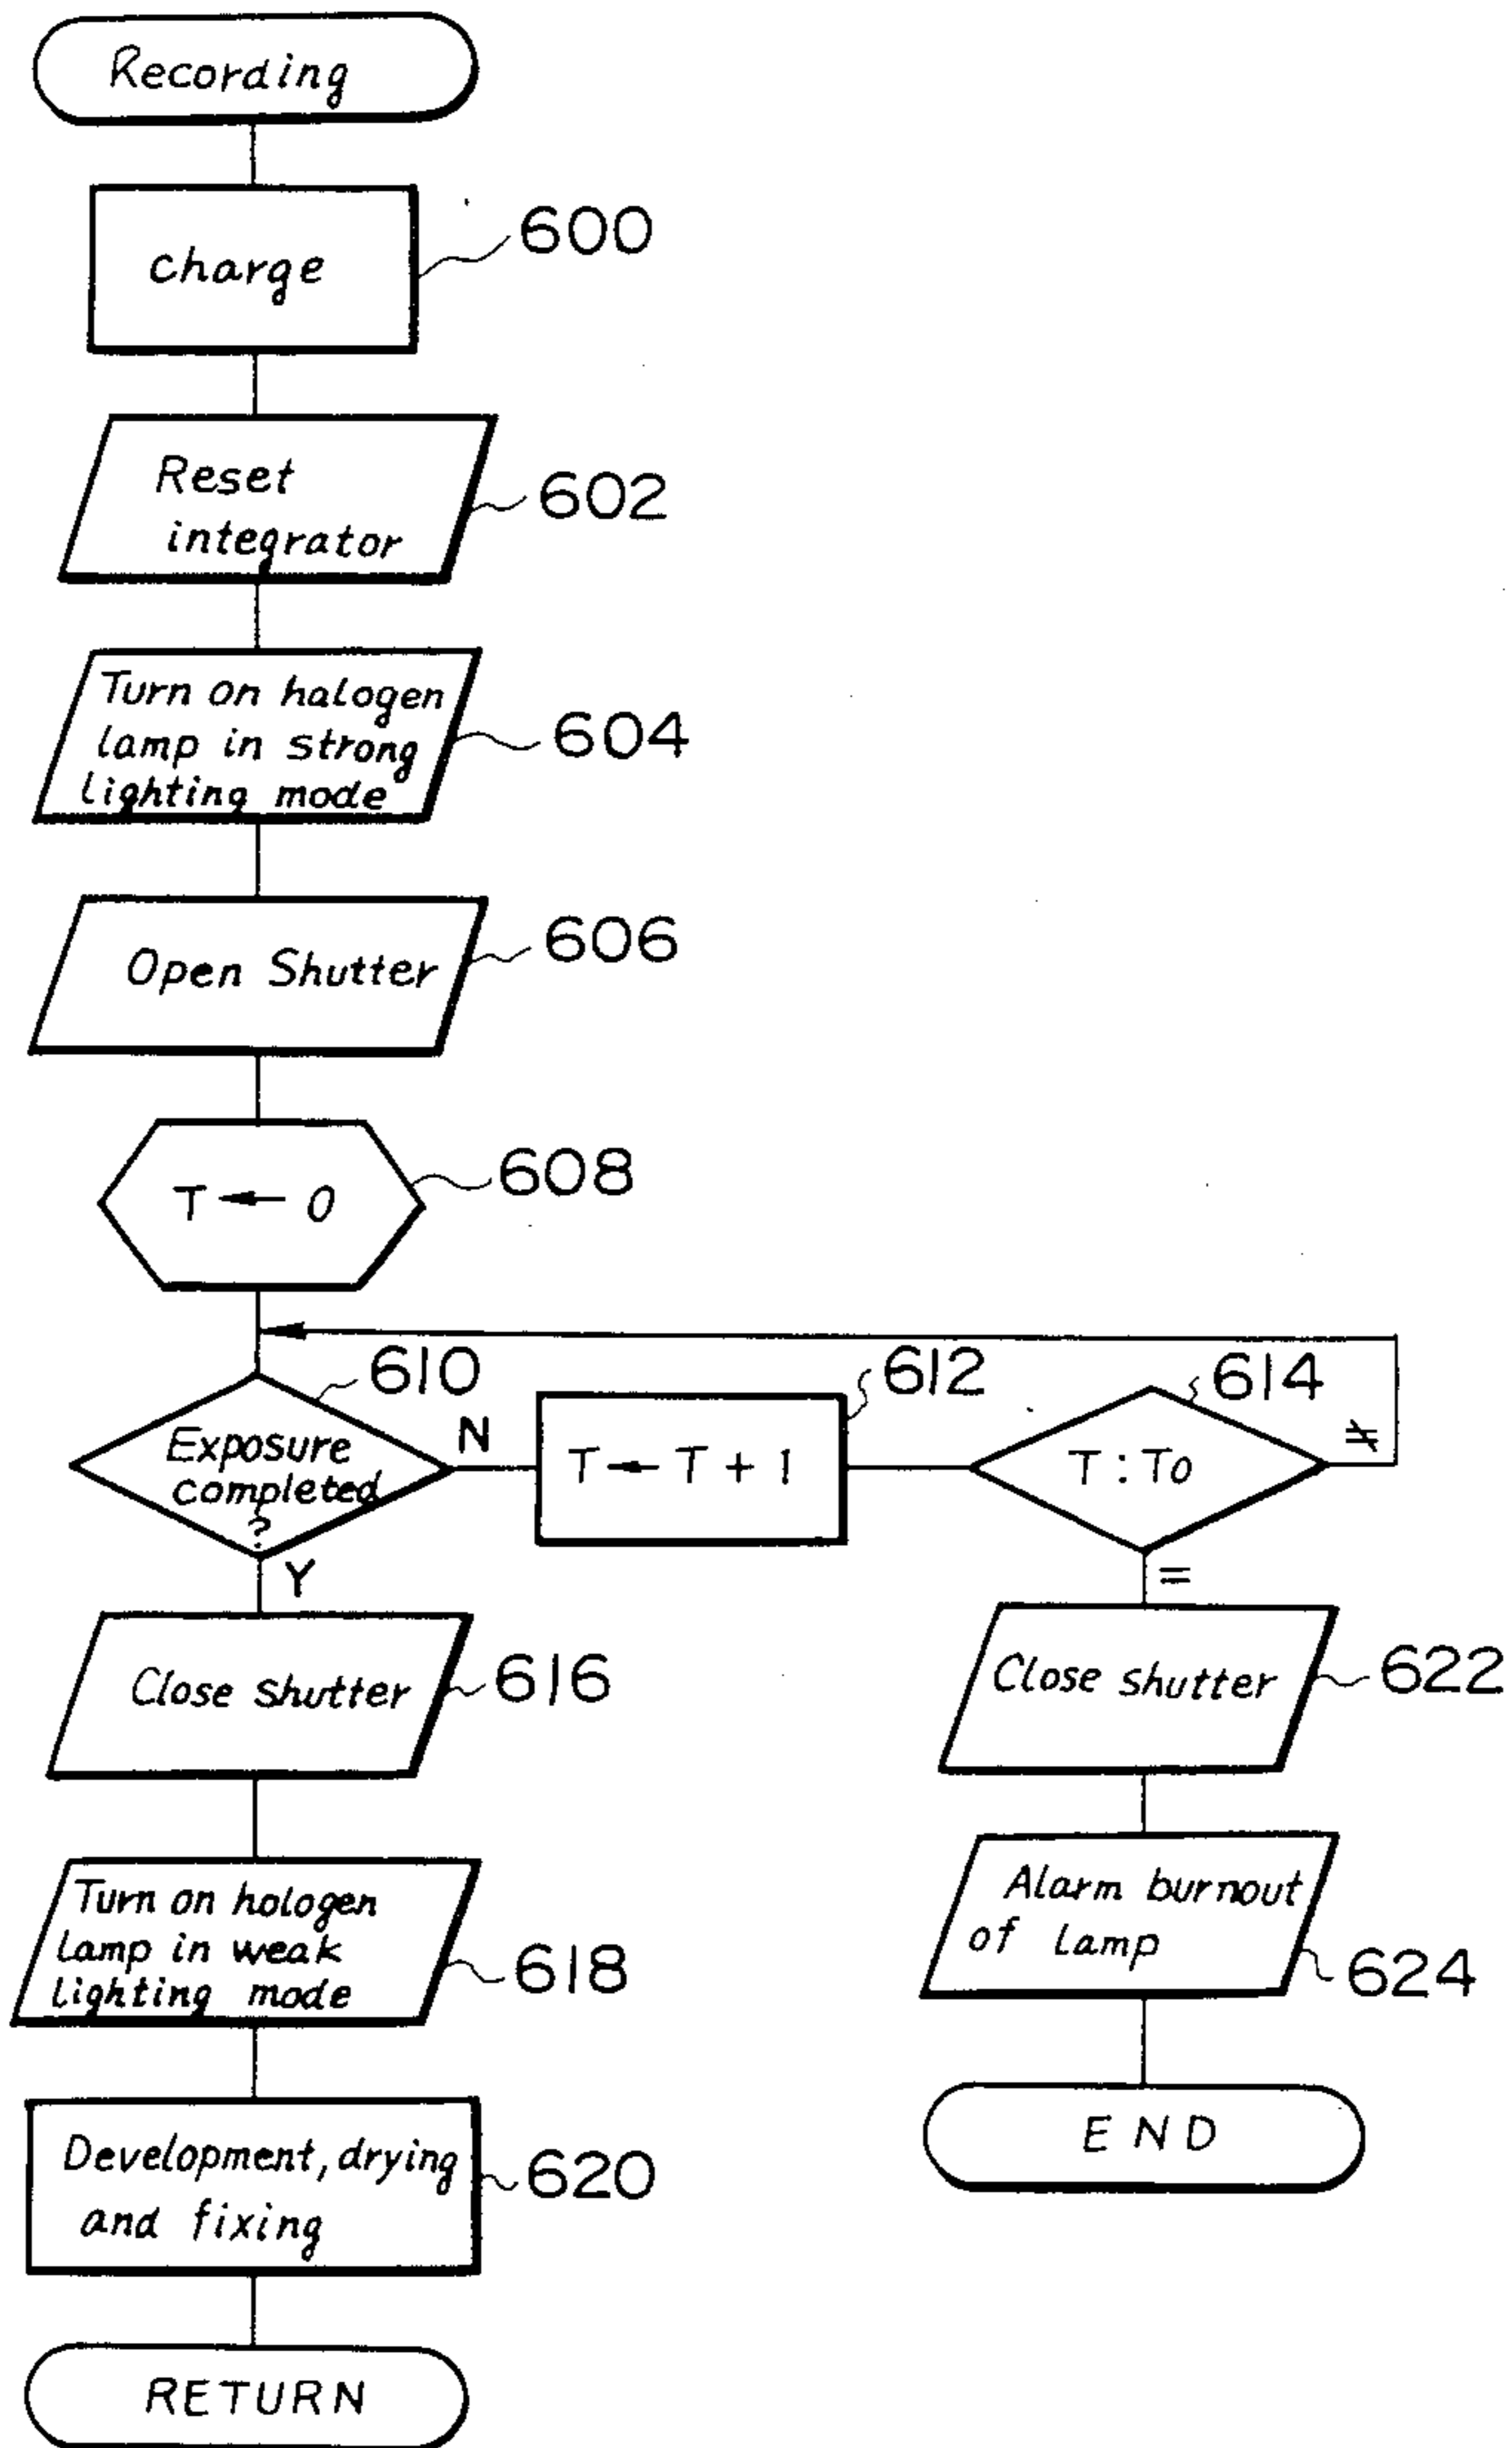 Recording
charge
600
Reset
integrator
602
Turn on halogen
lamp in strong
lighting mode
604
Open Shutter
606
T ← 0
608
610
Exposure
completed
?
N
Y
612
T ← T + 1
614
T : To
≠
=
Close shutter
616
Close shutter
622
Turn on hologen
lamp in weak
lighting mode
618
Alarm burnout
of lamp
624
Development, drying
and fixing
620
END
RETURN